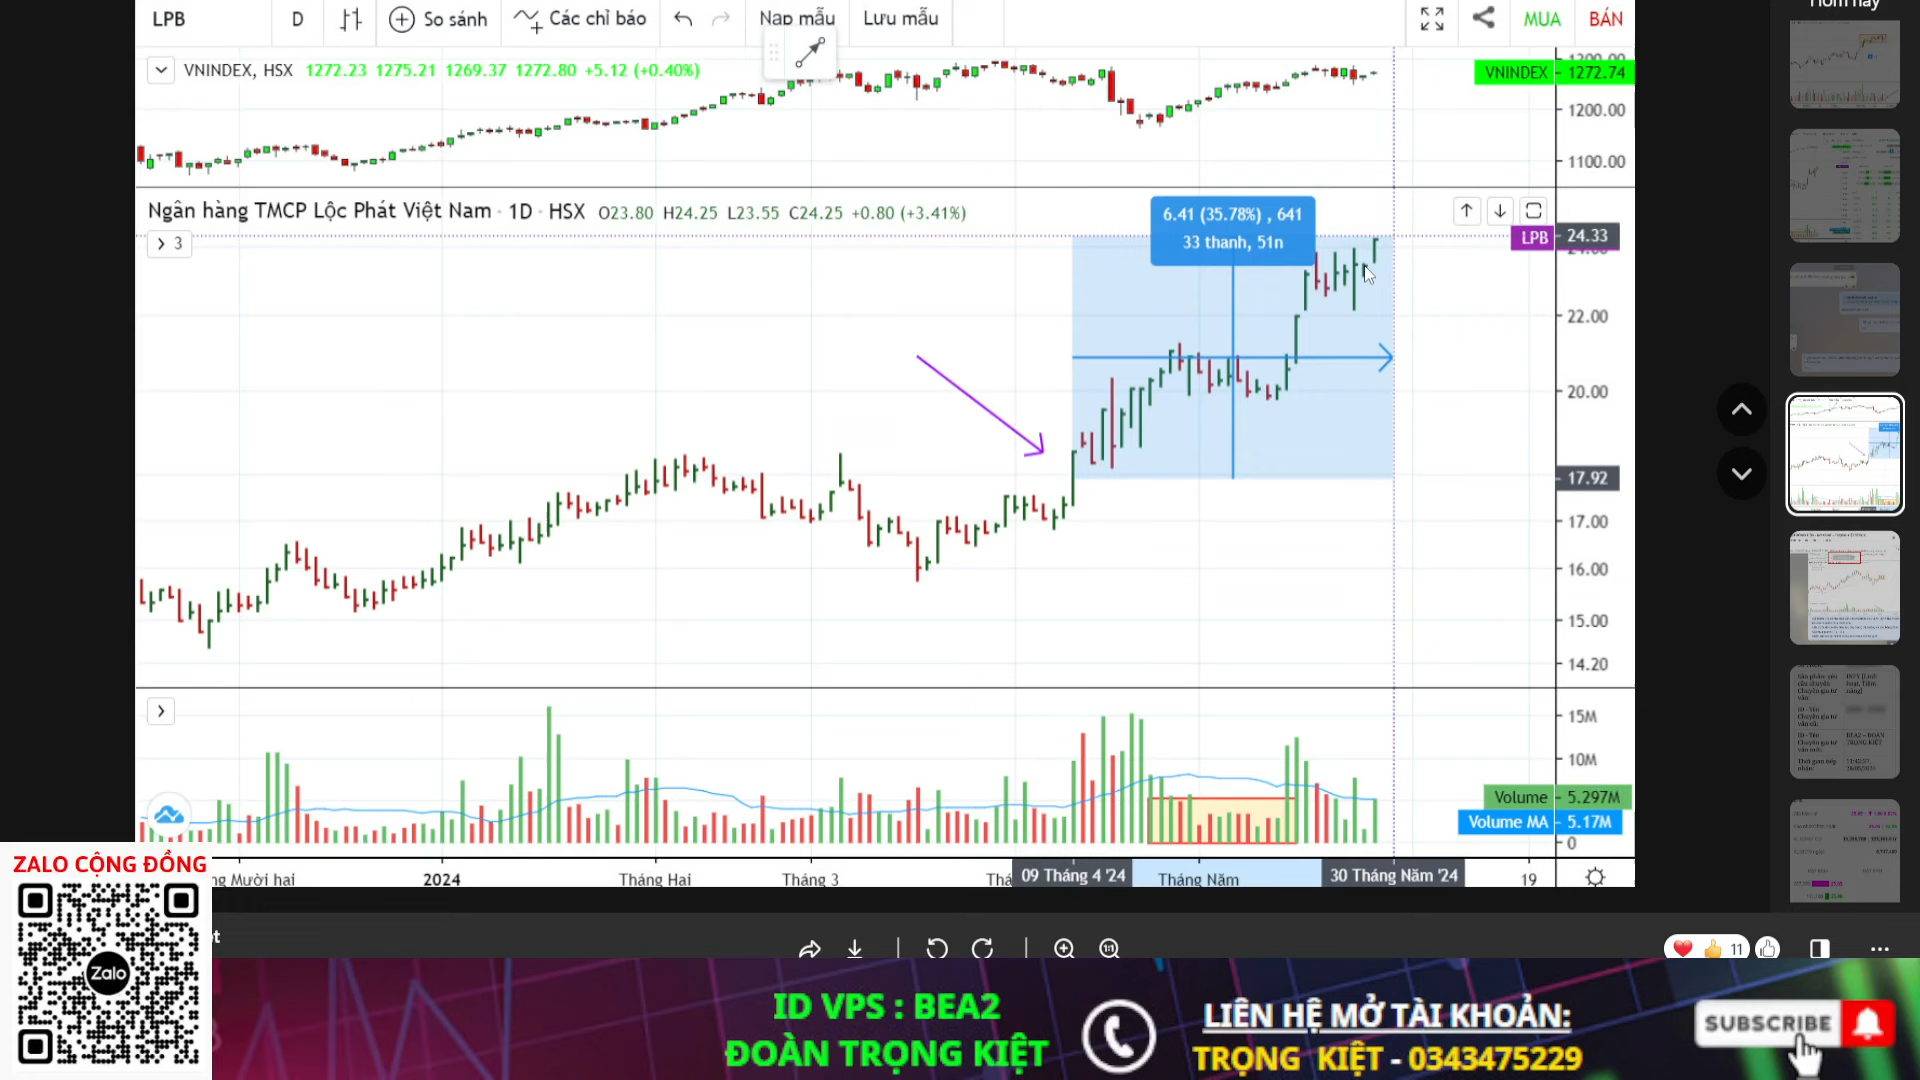 LPB D So sánh Các chỉ báo Nạp mẫu Lưu mẫu MUA BÁN
VNINDEX, HSX 1272.23 1275.21 1269.37 1272.80 +5.12 (+0.40%)
VNINDEX 1272.74
1200.00
1100.00
Ngân hàng TMCP Lộc Phát Việt Nam · 1D · HSX O23.80 H24.25 L23.55 C24.25 +0.80 (+3.41%)
3
6.41 (35.78%) , 641
33 thanh, 51n
LPB 24.33
22.00
20.00
17.92
17.00
16.00
15.00
14.20
15M
10M
Volume 5.297M
Volume MA 5.17M
0
Mười hai 2024 Tháng Hai Tháng 3 09 Tháng 4 '24 Tháng Năm 30 Tháng Năm '24 19
ZALO CỘNG ĐỒNG
Zalo
11
ID VPS : BEA2
ĐOÀN TRỌNG KIỆT
LIÊN HỆ MỞ TÀI KHOẢN:
TRỌNG KIỆT - 0343475229
SUBSCRIBE